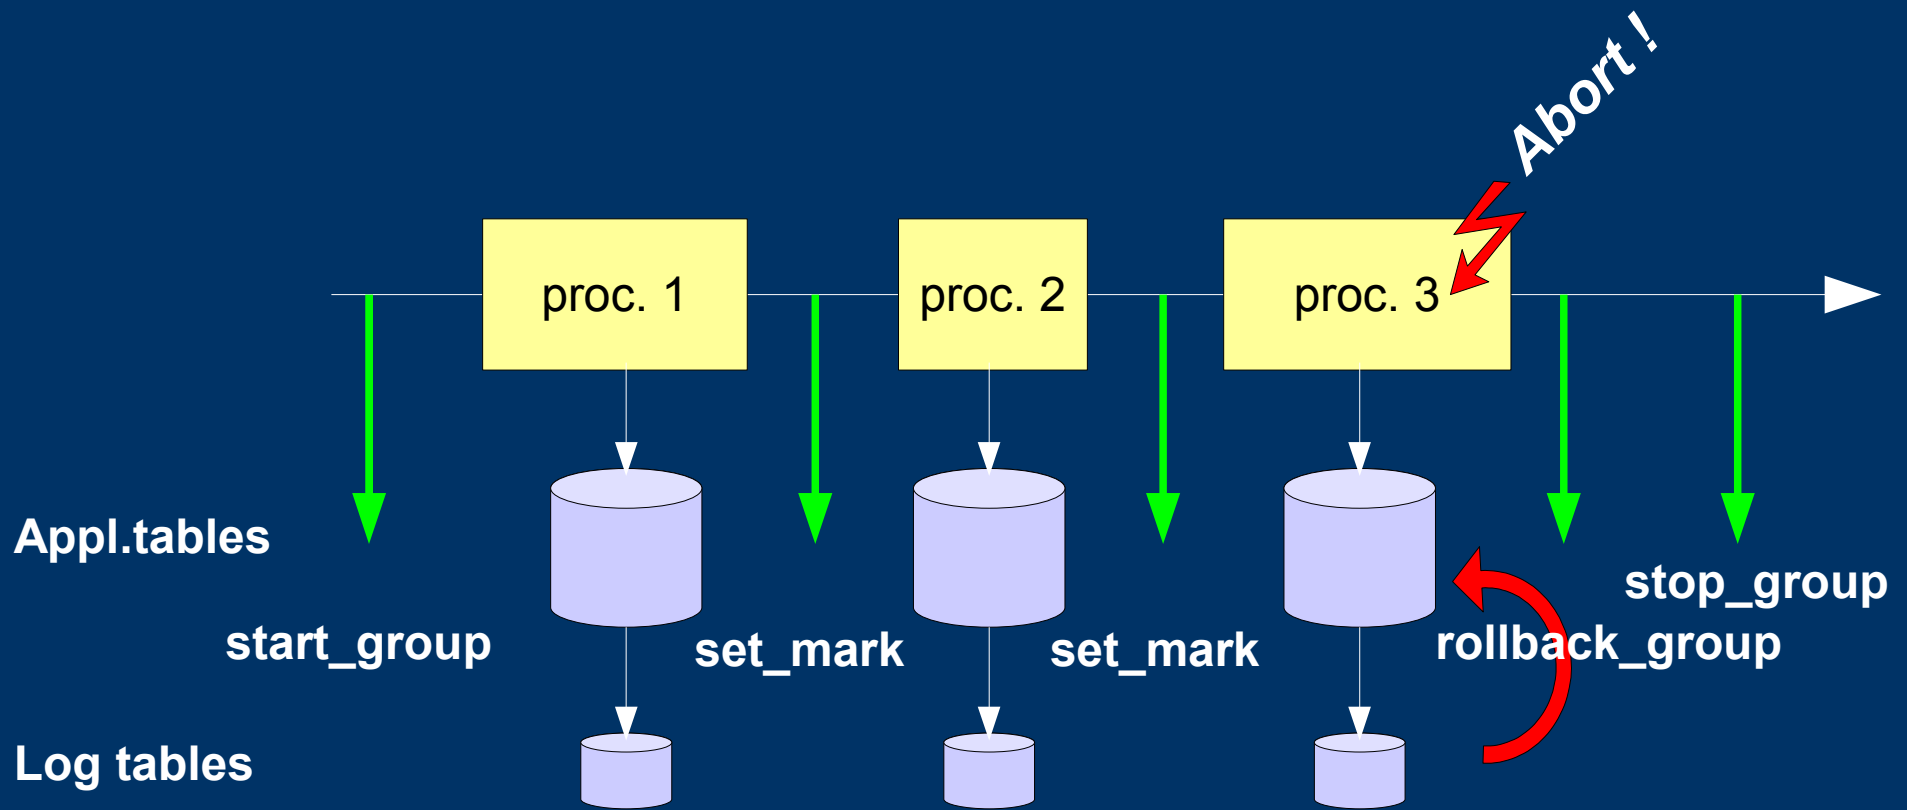 Abort !
proc. 1
proc. 2
proc. 3
Appl.tables
stop_group
start_group
set_mark
set_mark
rollback_group
Log tables